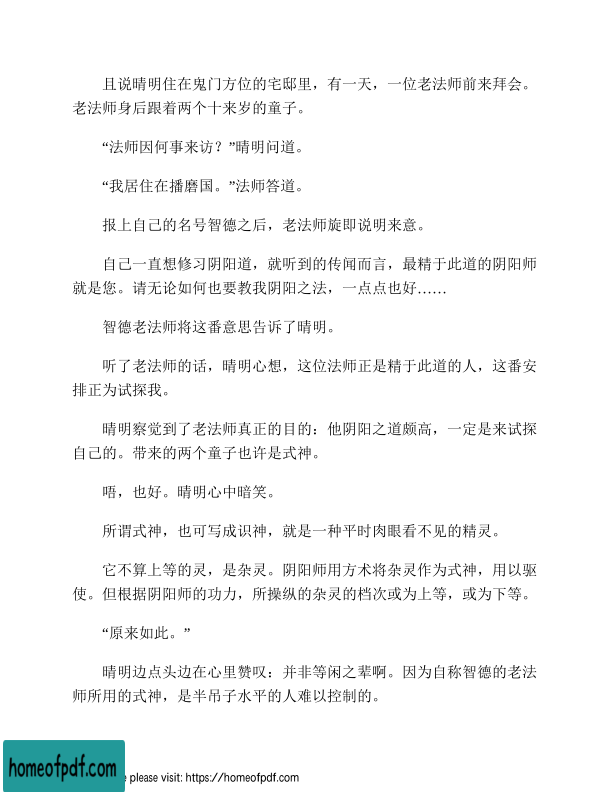 且说晴明住在鬼门方位的宅邸里，有一天，一位老法师前来拜会。
老法师身后跟着两个十来岁的童子。
“法师因何事来访？”晴明问道。
“我居住在播磨国。”法师答道。
报上自己的名号智德之后，老法师旋即说明来意。
自己一直想修习阴阳道，就听到的传闻而言，最精于此道的阴阳师
就是您。请无论如何也要教我阴阳之法，一点点也好……
智德老法师将这番意思告诉了晴明。
听了老法师的话，晴明心想，这位法师正是精于此道的人，这番安
排正为试探我。
晴明察觉到了老法师真正的目的：他阴阳之道颇高，一定是来试探
自己的。带来的两个童子也许是式神。
唔，也好。晴明心中暗笑。
所谓式神，也可写成识神，就是一种平时肉眼看不见的精灵。
它不算上等的灵，是杂灵。阴阳师用方术将杂灵作为式神，用以驱
使。但根据阴阳师的功力，所操纵的杂灵的档次或为上等，或为下等。
“原来如此。”
晴明边点头边在心里赞叹：并非等闲之辈啊。因为自称智德的老法
师所用的式神，是半吊子水平的人难以控制的。
homeofpdf.com
e please visit: https://homeofpdf.com